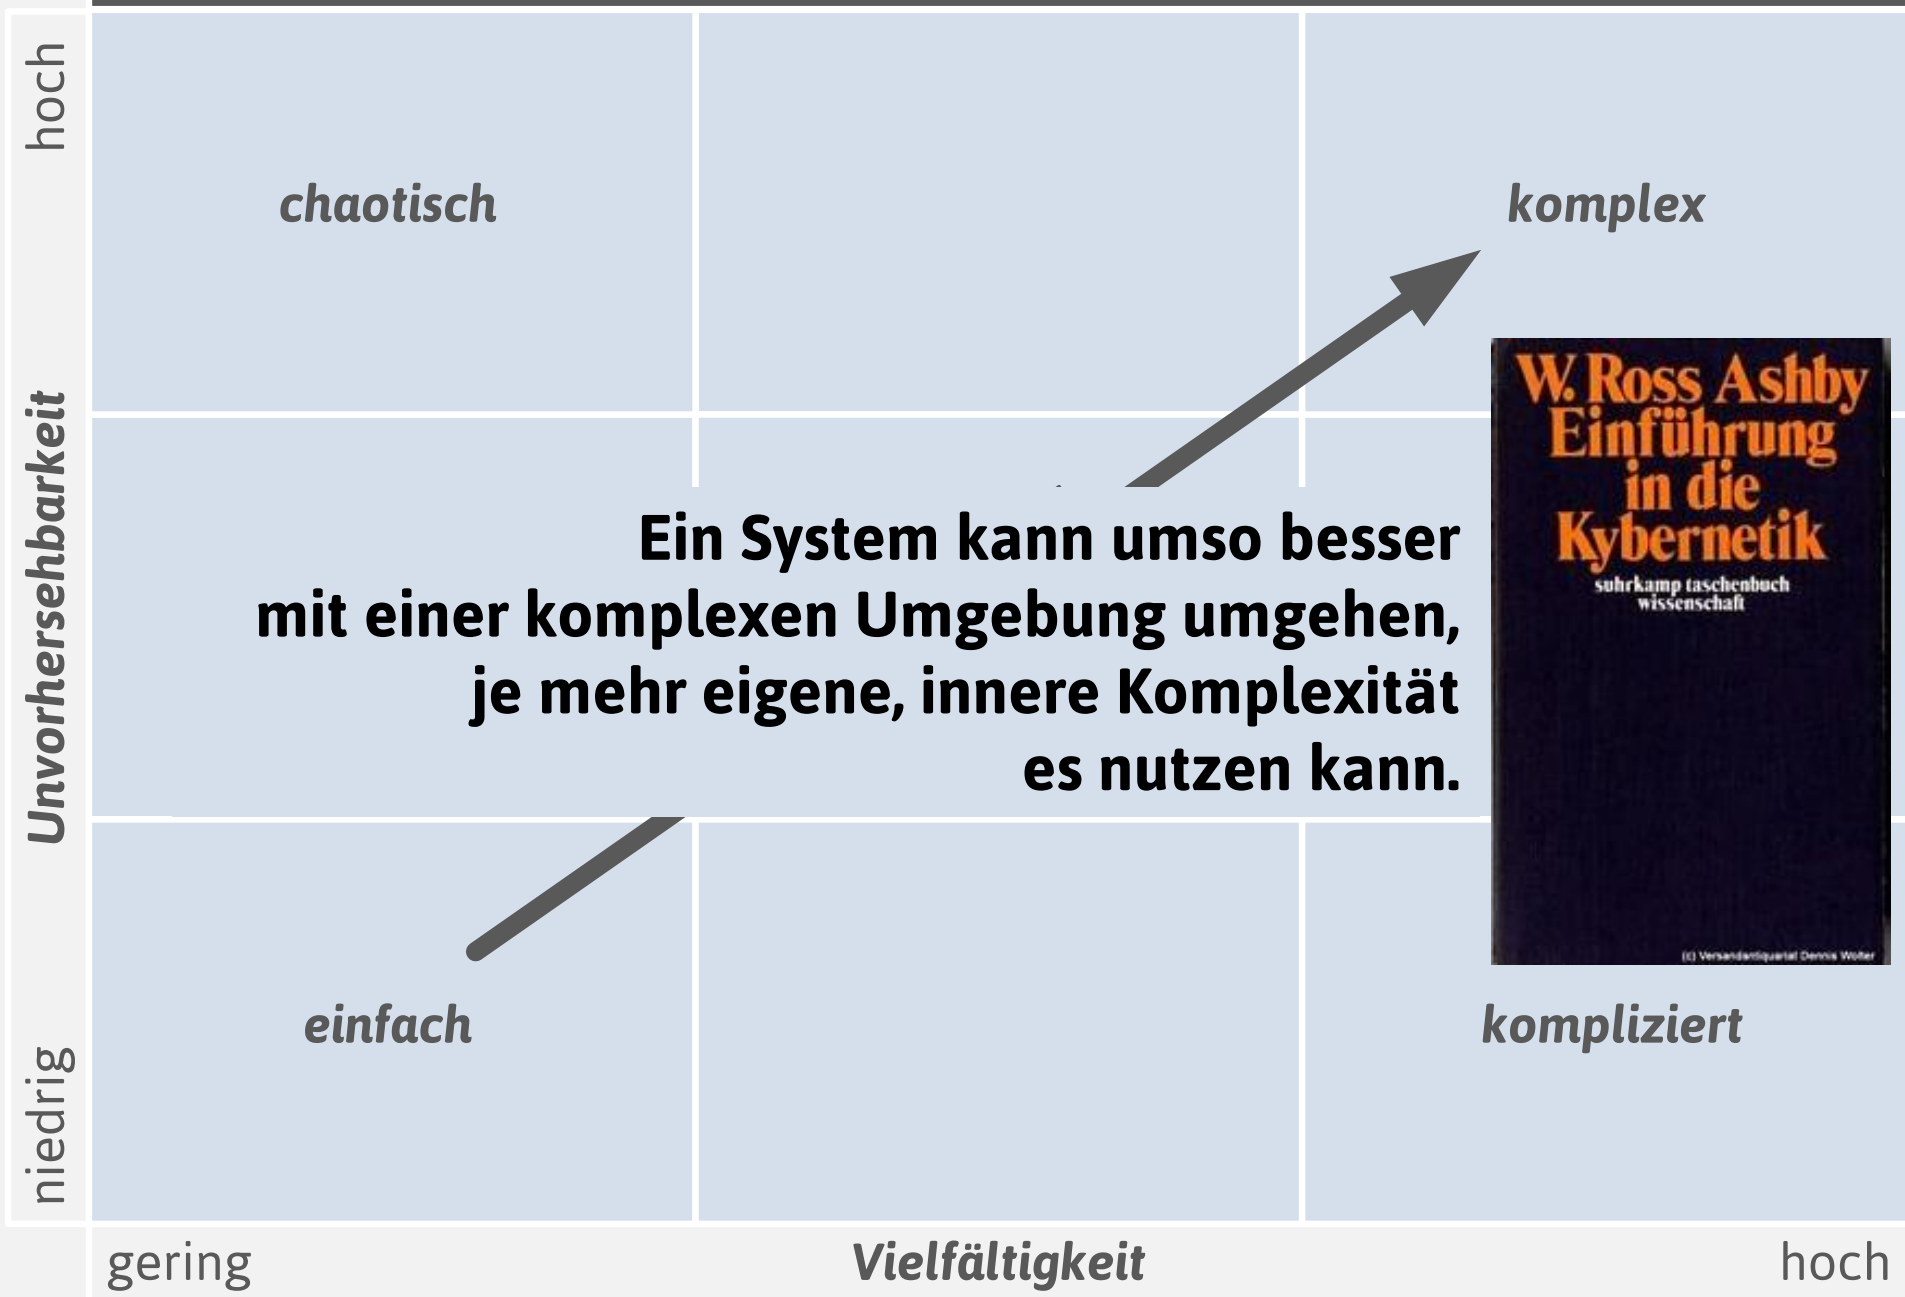 hoch
chaotisch
komplex
W. Ross Ashby
Einführung
in die
Kybernetik
suhrkamp taschenbuch
wissenschaft
Unvorhersehbarkeit
Ein System kann umso besser
mit einer komplexen Umgebung umgehen,
je mehr eigene, innere Komplexität
es nutzen kann.
(c) Versandantiquariat Dennis Wolter
einfach
kompliziert
niedrig
gering
Vielfältigkeit
hoch